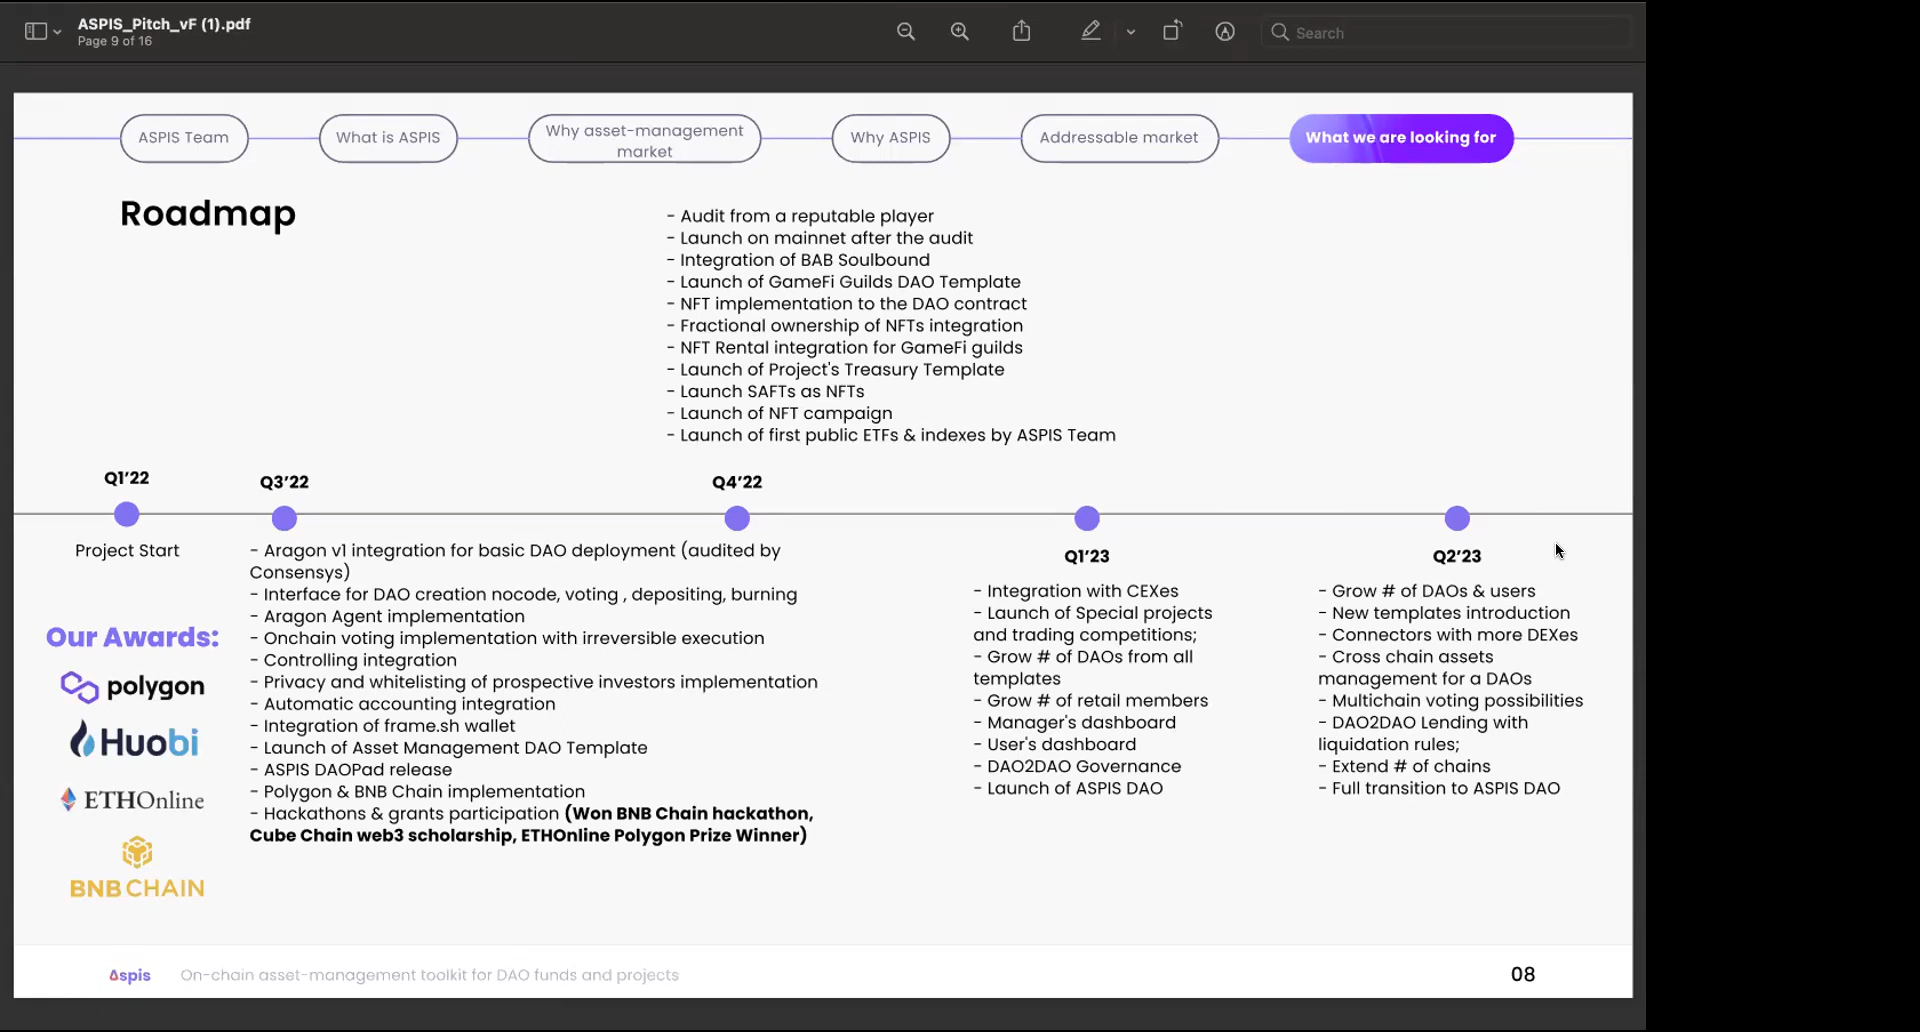 ASPIS_Pitch_vF (1).pdf
Page 9 of 16
Search
ASPIS Team
What is ASPIS
Why asset-management
market
Why ASPIS
Addressable market
What we are looking for
Roadmap
- Audit from a reputable player
- Launch on mainnet after the audit
- Integration of BAB Soulbound
- Launch of GameFi Guilds DAO Template
- NFT implementation to the DAO contract
- Fractional ownership of NFTs integration
- NFT Rental integration for GameFi guilds
- Launch of Project's Treasury Template
- Launch SAFTs as NFTs
- Launch of NFT campaign
- Launch of first public ETFs & indexes by ASPIS Team
Q1'22
Q3'22
Q4'22
Project Start
- Aragon v1 integration for basic DAO deployment (audited by
Consensys)
- Interface for DAO creation nocode, voting , depositing, burning
- Aragon Agent implementation
- Onchain voting implementation with irreversible execution
- Controlling integration
- Privacy and whitelisting of prospective investors implementation
- Automatic accounting integration
- Integration of frame.sh wallet
- Launch of Asset Management DAO Template
- ASPIS DAOPad release
- Polygon & BNB Chain implementation
- Hackathons & grants participation (Won BNB Chain hackathon,
Cube Chain web3 scholarship, ETHOnline Polygon Prize Winner)
Q1'23
- Integration with CEXes
- Launch of Special projects
and trading competitions;
- Grow # of DAOs from all
templates
- Grow # of retail members
- Manager's dashboard
- User's dashboard
- DAO2DAO Governance
- Launch of ASPIS DAO
Q2'23
- Grow # of DAOs & users
- New templates introduction
- Connectors with more DEXes
- Cross chain assets
management for a DAOs
- Multichain voting possibilities
- DAO2DAO Lending with
liquidation rules;
- Extend # of chains
- Full transition to ASPIS DAO
Our Awards:
polygon
Huobi
ETHOnline
BNB CHAIN
Aspis
On-chain asset-management toolkit for DAO funds and projects
08